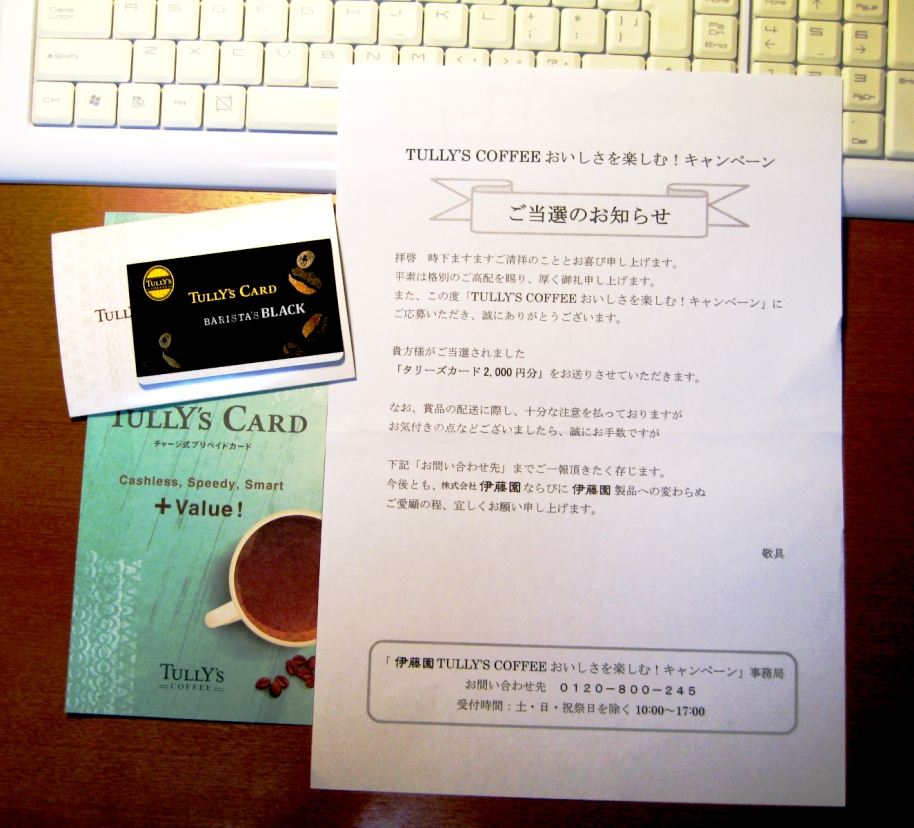 Caps Lock
A
S
D
F
G
H
J
K
L
+
;
*
:
}
]
PgDn
End
4
5
6
Shift
Z
X
C
V
B
N
M
Ctrl
Alt
3
PgDn
Del
TULLY'S COFFEE おいしさを楽しむ！キャンペーン
ご当選のお知らせ
拝啓　時下ますますご清祥のこととお喜び申し上げます。
平素は格別のご高配を賜り、厚く御礼申し上げます。
また、この度「TULLY'S COFFEE おいしさを楽しむ！キャンペーン」に
ご応募いただき、誠にありがとうございます。
貴方様がご当選されました
「タリーズカード 2,000 円分」をお送りさせていただきます。
なお、賞品の配送に際し、十分な注意を払っておりますが
お気付きの点などございましたら、誠にお手数ですが
下記「お問い合わせ先」までご一報頂きたく存じます。
今後とも、株式会社 伊藤園 ならびに 伊藤園 製品への変わらぬ
ご愛顧の程、宜しくお願い申し上げます。
敬具
「 伊藤園 TULLY'S COFFEE おいしさを楽しむ！キャンペーン」事務局
お問い合わせ先　０１２０－８００－２４５
受付時間：土・日・祝祭日を除く 10:00～17:00
TULLY'S
COFFEE
TULLY'S CARD
BARISTA'S BLACK
TULLY'S CARD
チャージ式プリペイドカード
Cashless, Speedy, Smart
+Value!
TULLY'S
COFFEE